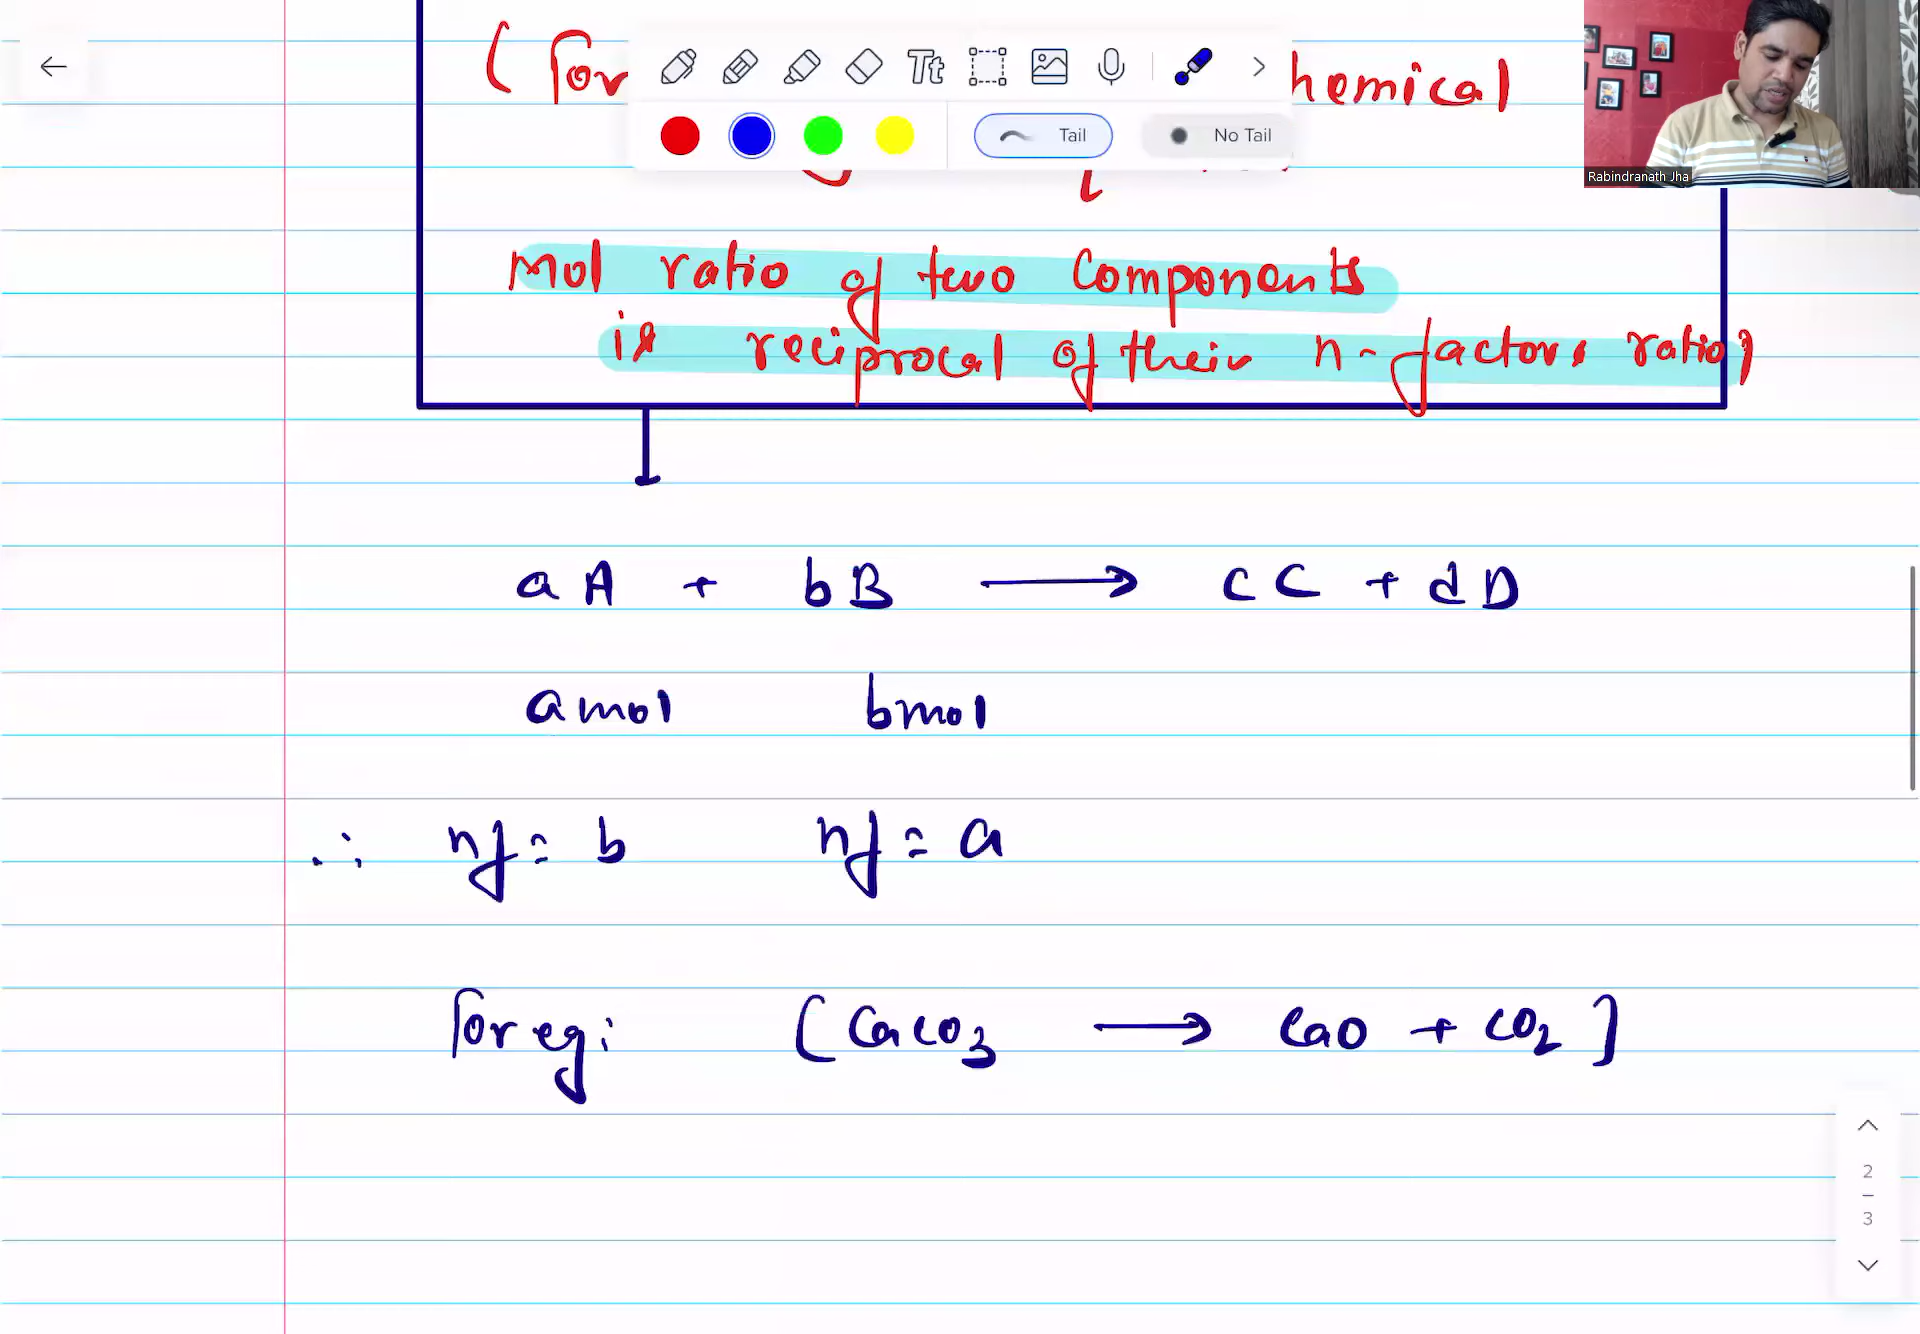 ( For
hemical
Tt
Tail
No Tail
Rabindranath Jha
Mol ratio of two components
is reciprocal of their n-factors ratio)
aA + bB → cC + dD
a mol b mol
∴ nf = b nf = a
For eg: [CaCO3 → CaO + CO2]
2
3